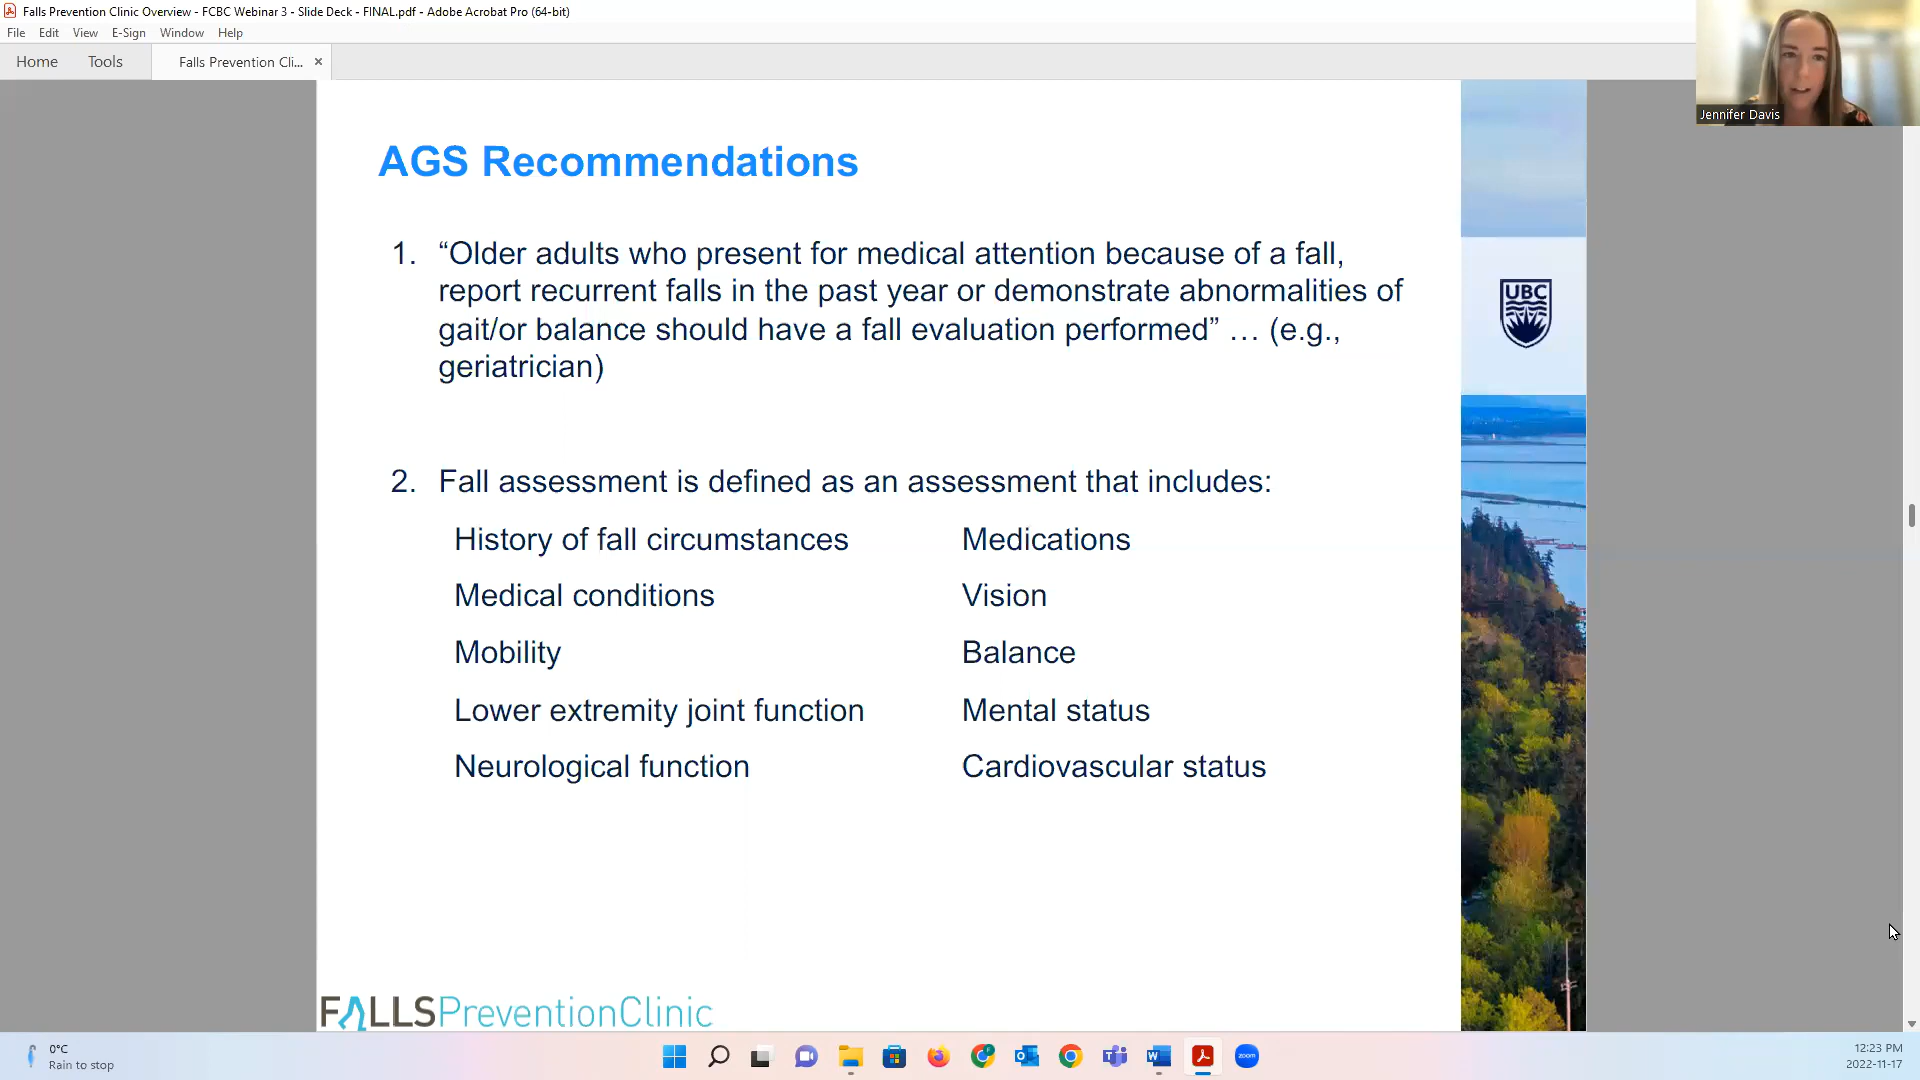 Falls Prevention Clinic Overview - FCBC Webinar 3 - Slide Deck - FINAL.pdf - Adobe Acrobat Pro (64-bit)
File Edit View E-Sign Window Help
Home Tools Falls Prevention Cli... ×
Jennifer Davis
AGS Recommendations
1. “Older adults who present for medical attention because of a fall,
report recurrent falls in the past year or demonstrate abnormalities of
gait/or balance should have a fall evaluation performed” … (e.g.,
geriatrician)
UBC
2. Fall assessment is defined as an assessment that includes:
History of fall circumstances Medications
Medical conditions Vision
Mobility Balance
Lower extremity joint function Mental status
Neurological function Cardiovascular status
FALLSPreventionClinic
0°C
Rain to stop
zoom
12:23 PM
2022-11-17